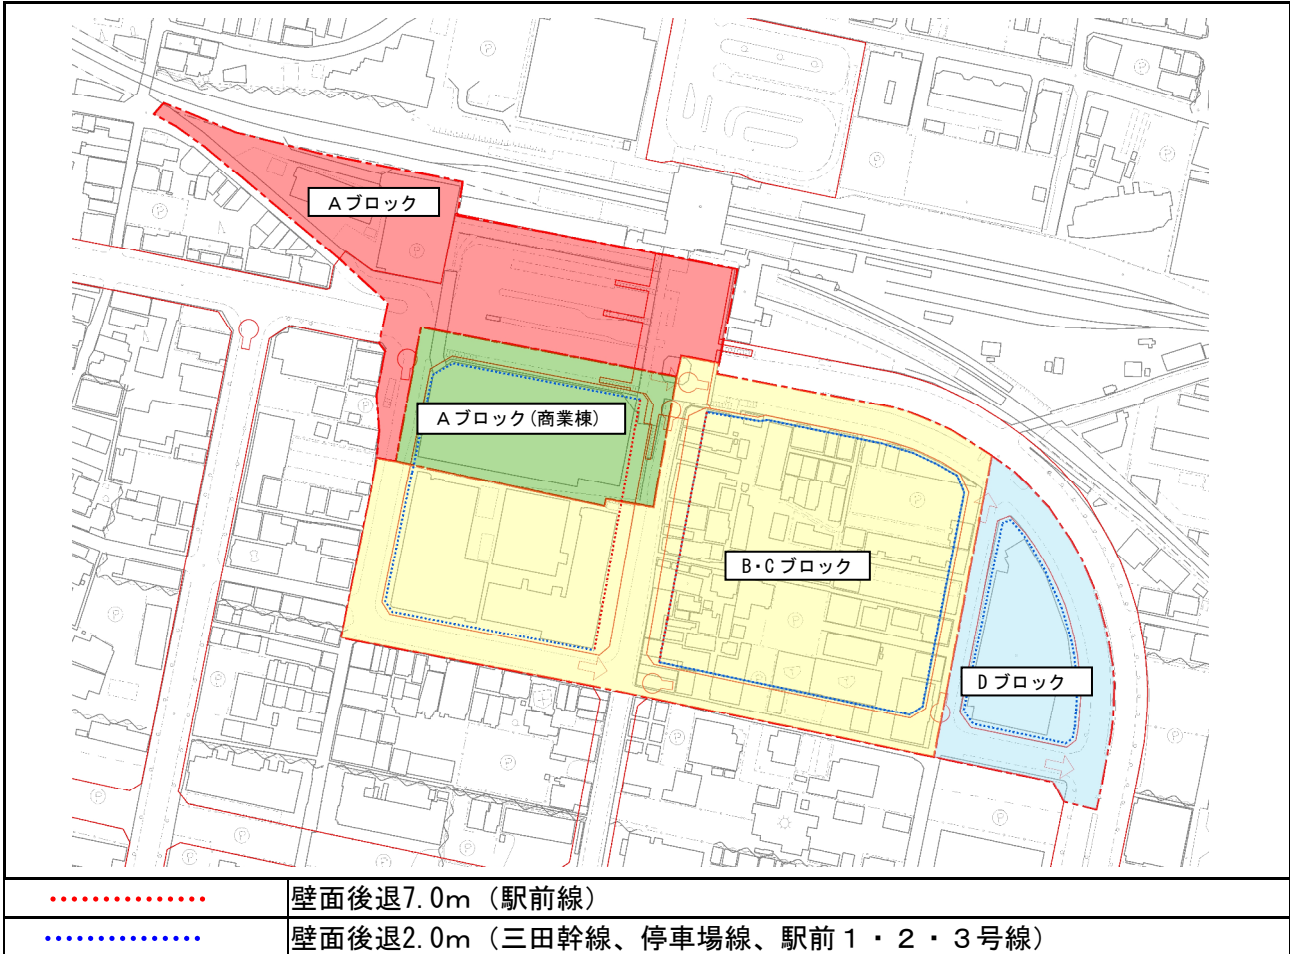 Aブロック
Aブロック(商業棟)
B・Cブロック
Dブロック
壁面後退7.0m（駅前線）
壁面後退2.0m（三田幹線、停車場線、駅前1・2・3号線）